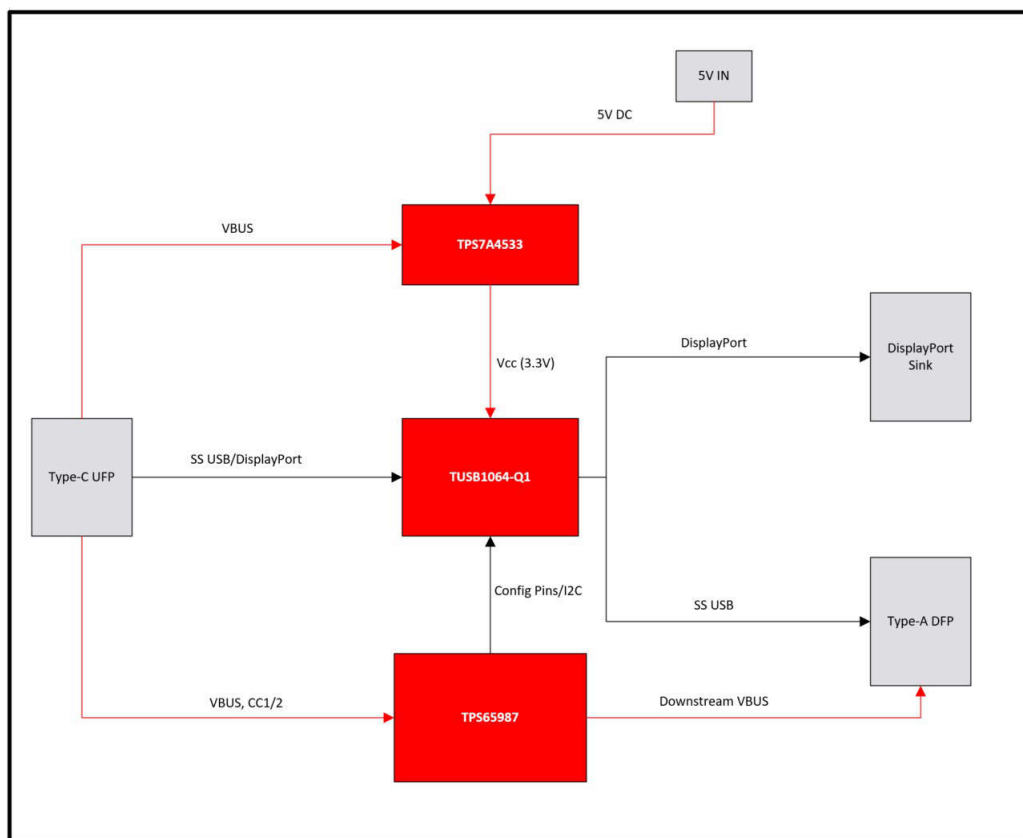 5V IN
5V DC
VBUS
TPS7A4533
Vcc (3.3V)
DisplayPort
DisplayPort
Sink
Type-C UFP
SS USB/DisplayPort
TUSB1064-Q1
Config Pins/I2C
SS USB
Type-A DFP
VBUS, CC1/2
TPS65987
Downstream VBUS